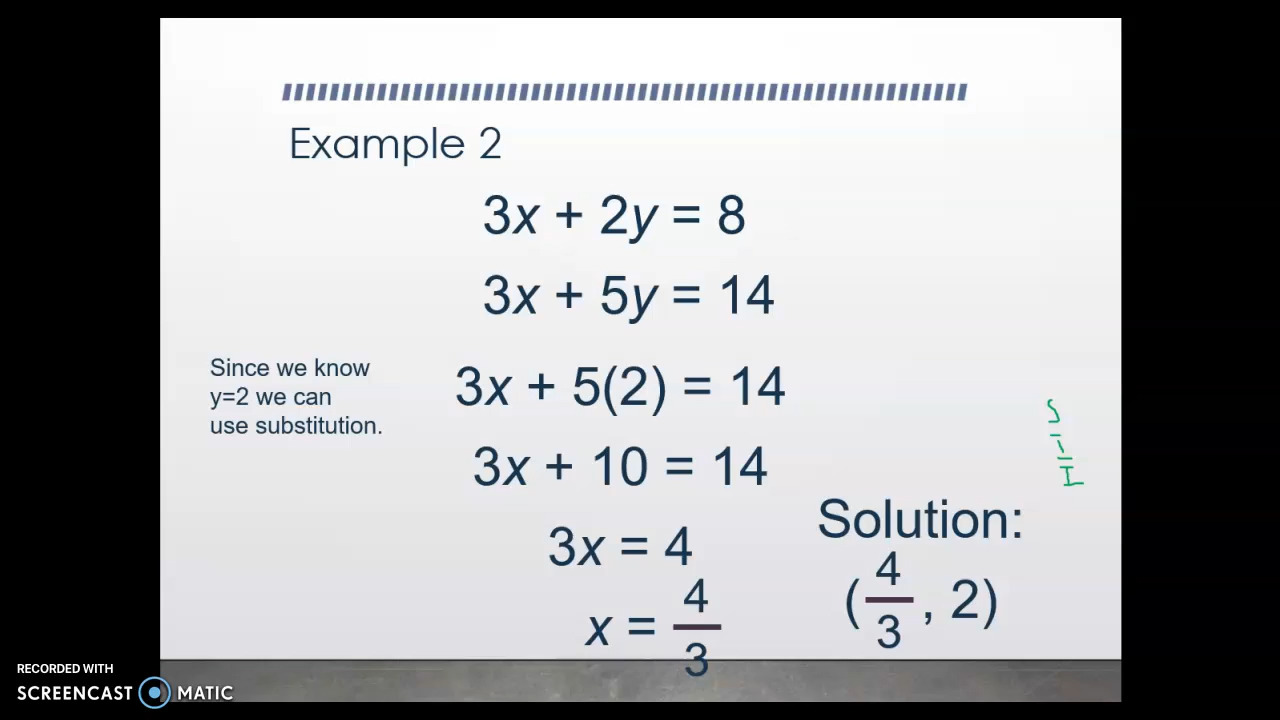 Example 2
3x + 2y = 8
3x + 5y = 14
Since we know
y=2 we can
use substitution.
3x + 5(2) = 14
3x + 10 = 14
3x = 4
x = 4/3
Solution:
(4/3, 2)
RECORDED WITH
SCREENCAST MATIC